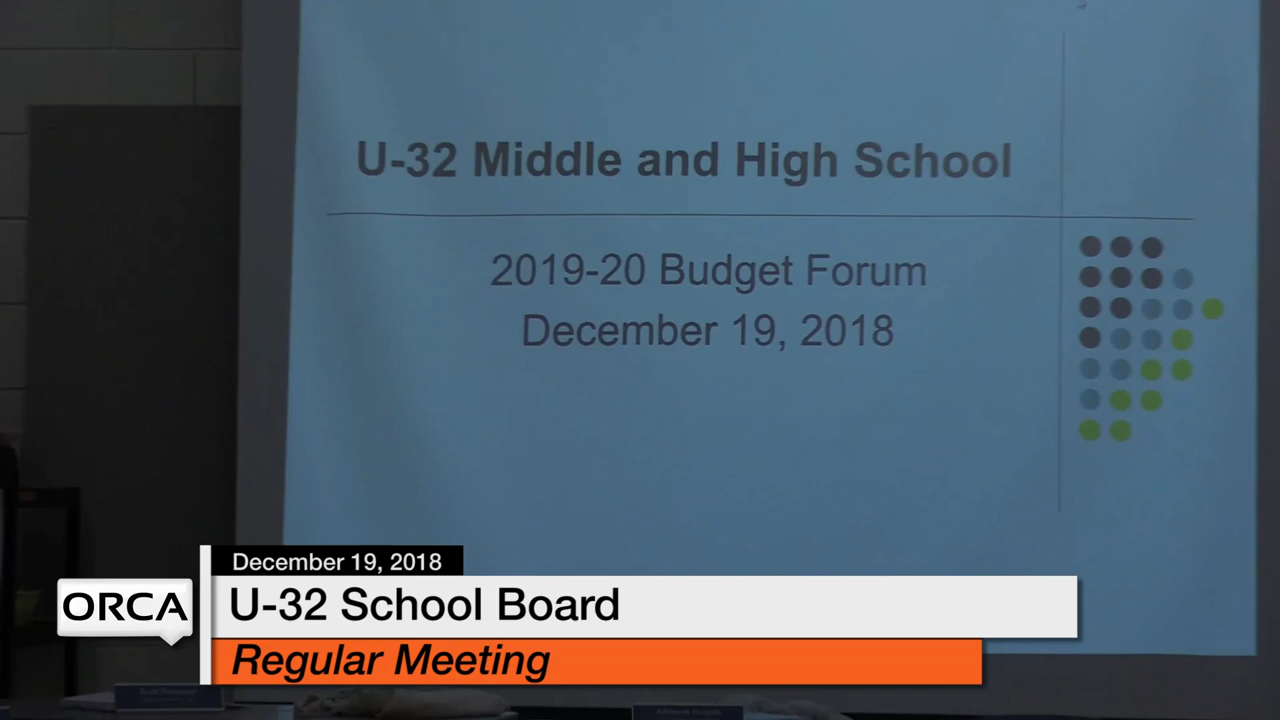 U-32 Middle and High School
2019-20 Budget Forum
December 19, 2018
December 19, 2018
ORCA
U-32 School Board
Regular Meeting